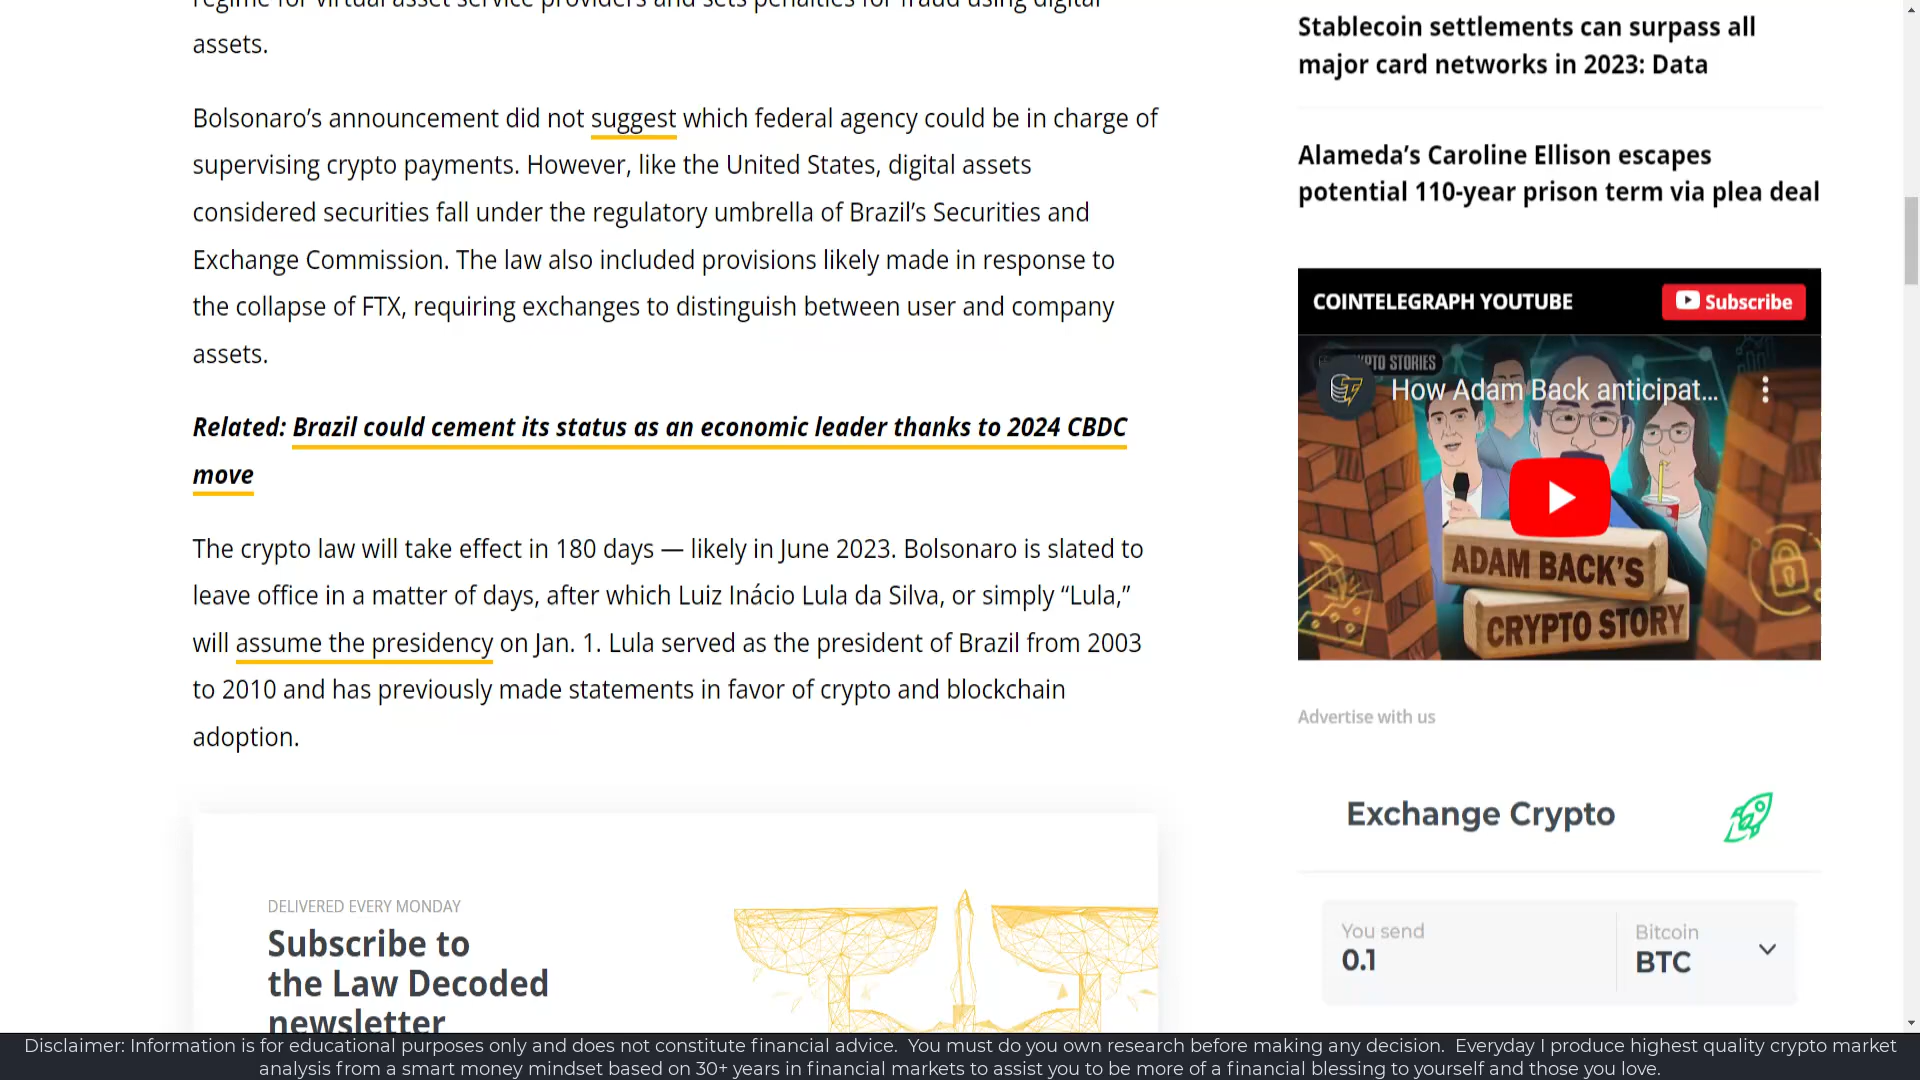 regime for virtual asset service providers and sets penalties for fraud using digital
assets.
Bolsonaro’s announcement did not suggest which federal agency could be in charge of
supervising crypto payments. However, like the United States, digital assets
considered securities fall under the regulatory umbrella of Brazil’s Securities and
Exchange Commission. The law also included provisions likely made in response to
the collapse of FTX, requiring exchanges to distinguish between user and company
assets.
Related: Brazil could cement its status as an economic leader thanks to 2024 CBDC
move
The crypto law will take effect in 180 days — likely in June 2023. Bolsonaro is slated to
leave office in a matter of days, after which Luiz Inácio Lula da Silva, or simply “Lula,”
will assume the presidency on Jan. 1. Lula served as the president of Brazil from 2003
to 2010 and has previously made statements in favor of crypto and blockchain
adoption.
DELIVERED EVERY MONDAY
Subscribe to
the Law Decoded
newsletter
Stablecoin settlements can surpass all
major card networks in 2023: Data
Alameda’s Caroline Ellison escapes
potential 110-year prison term via plea deal
COINTELEGRAPH YOUTUBE
Subscribe
STORIES
How Adam Back anticipat...
ADAM BACK'S
CRYPTO STORY
Advertise with us
Exchange Crypto
You send
0.1
Bitcoin
BTC
Disclaimer: Information is for educational purposes only and does not constitute financial advice. You must do you own research before making any decision. Everyday I produce highest quality crypto market
analysis from a smart money mindset based on 30+ years in financial markets to assist you to be more of a financial blessing to yourself and those you love.